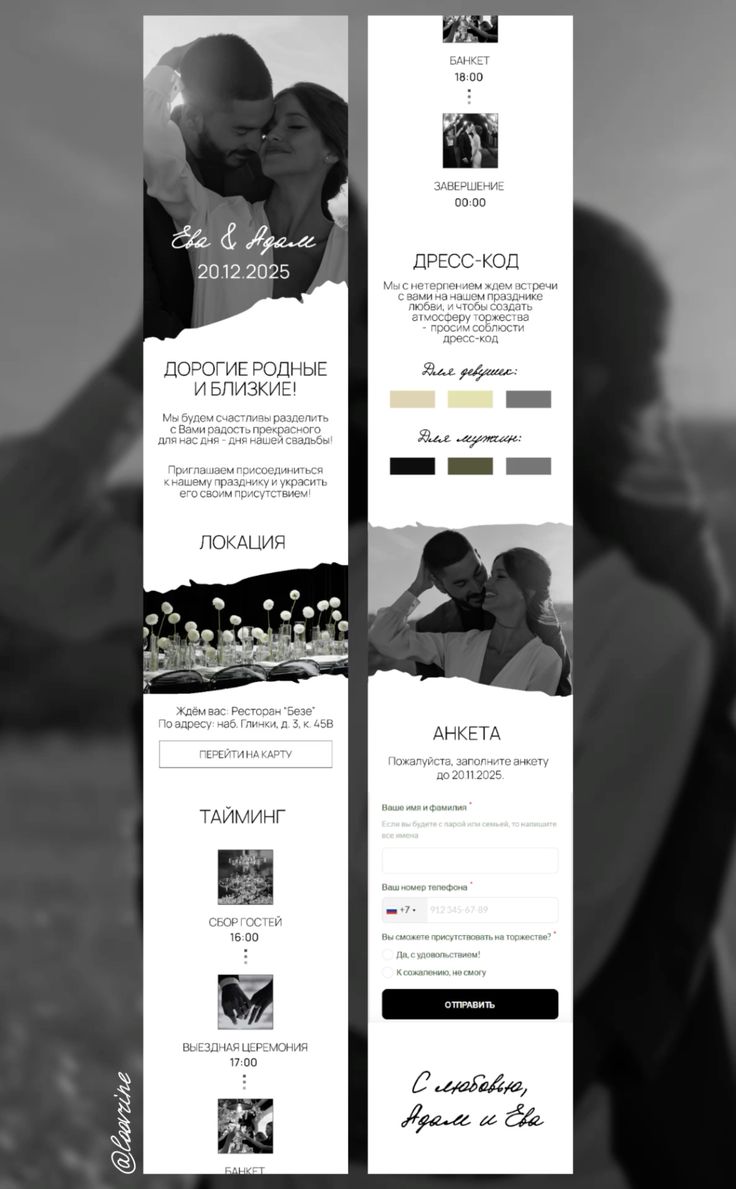 Ева & Адам
20.12.2025
ДОРОГИЕ РОДНЫЕ
И БЛИЗКИЕ!
Мы будем счастливы разделить
с Вами радость прекрасного
для нас дня - дня нашей свадьбы!
Приглашаем присоединиться
к нашему празднику и украсить
его своим присутствием!
ЛОКАЦИЯ
Ждём вас: Ресторан "Безе"
По адресу: наб. Глинки, д. 3, к. 45В
ПЕРЕЙТИ НА КАРТУ
ТАЙМИНГ
СБОР ГОСТЕЙ
16:00
ВЫЕЗДНАЯ ЦЕРЕМОНИЯ
17:00
БАНКЕТ
БАНКЕТ
18:00
ЗАВЕРШЕНИЕ
00:00
ДРЕСС-КОД
Мы с нетерпением ждем встречи
с вами на нашем празднике
любви, и чтобы создать
атмосферу торжества
- просим соблюсти
дресс-код
Для девушек:
Для мужчин:
АНКЕТА
Пожалуйста, заполните анкету
до 20.11.2025.
Ваше имя и фамилия *
Если вы будете с парой или семьей, то напишите
все имена
Ваш номер телефона *
+7 912 345-67-89
Вы сможете присутствовать на торжестве? *
Да, с удовольствием!
К сожалению, не смогу
ОТПРАВИТЬ
С любовью,
Адам и Ева
@loovrine